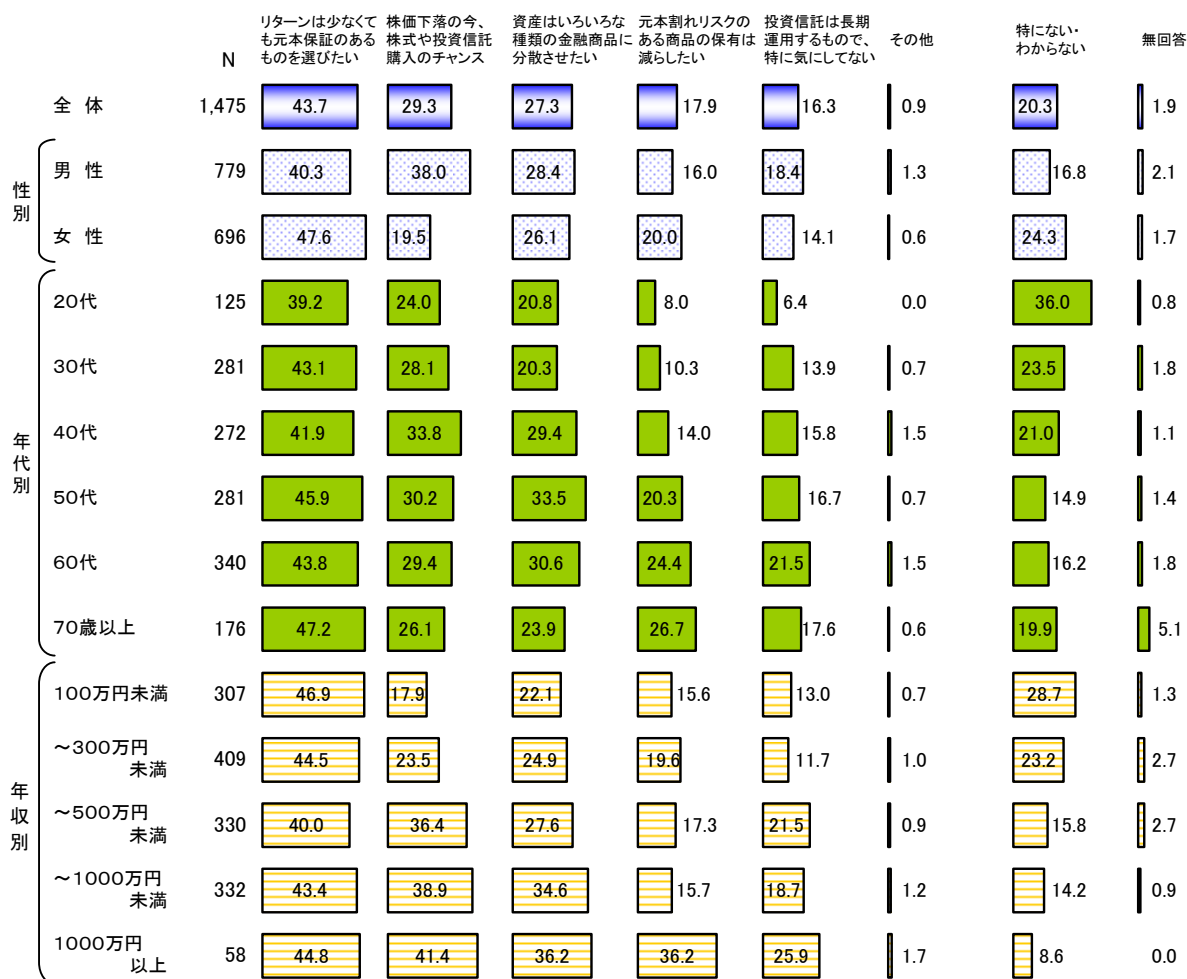 N
リターンは少なくて
も元本保証のある
ものを選びたい
株価下落の今、
株式や投資信託
購入のチャンス
資産はいろいろな
種類の金融商品に
分散させたい
元本割れリスクの
ある商品の保有は
減らしたい
投資信託は長期
運用するもので、
特に気にしてない
その他
特にない・
わからない
無回答
全 体 1,475 43.7 29.3 27.3 17.9 16.3 0.9 20.3 1.9
性別
男 性 779 40.3 38.0 28.4 16.0 18.4 1.3 16.8 2.1
女 性 696 47.6 19.5 26.1 20.0 14.1 0.6 24.3 1.7
年代別
20代 125 39.2 24.0 20.8 8.0 6.4 0.0 36.0 0.8
30代 281 43.1 28.1 20.3 10.3 13.9 0.7 23.5 1.8
40代 272 41.9 33.8 29.4 14.0 15.8 1.5 21.0 1.1
50代 281 45.9 30.2 33.5 20.3 16.7 0.7 14.9 1.4
60代 340 43.8 29.4 30.6 24.4 21.5 1.5 16.2 1.8
70歳以上 176 47.2 26.1 23.9 26.7 17.6 0.6 19.9 5.1
年収別
100万円未満 307 46.9 17.9 22.1 15.6 13.0 0.7 28.7 1.3
～300万円
未満 409 44.5 23.5 24.9 19.6 11.7 1.0 23.2 2.7
～500万円
未満 330 40.0 36.4 27.6 17.3 21.5 0.9 15.8 2.7
～1000万円
未満 332 43.4 38.9 34.6 15.7 18.7 1.2 14.2 0.9
1000万円
以上 58 44.8 41.4 36.2 36.2 25.9 1.7 8.6 0.0